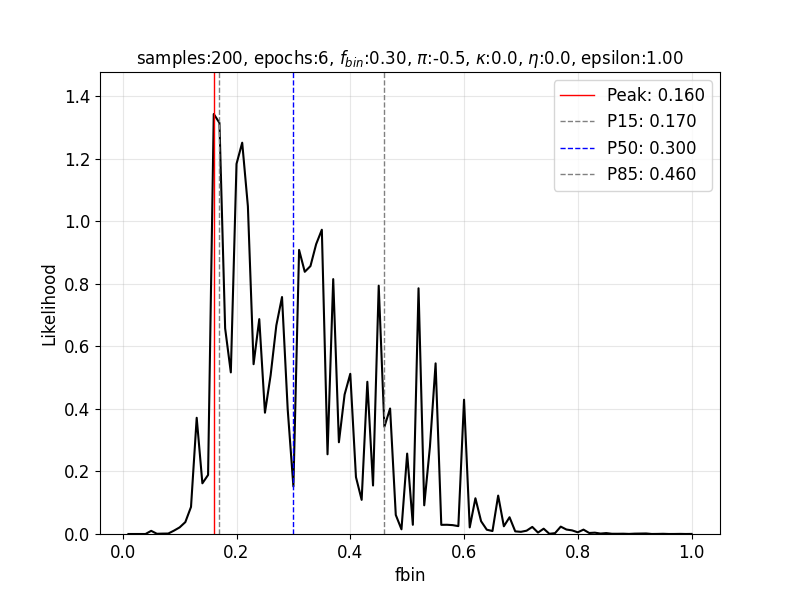 samples:200, epochs:6, $f_{bin}$:0.30, π:-0.5, κ:0.0, η:0.0, epsilon:1.00
Peak: 0.160
P15: 0.170
P50: 0.300
P85: 0.460
Likelihood
1.4
1.2
1.0
0.8
0.6
0.4
0.2
0.0
0.0 0.2 0.4 0.6 0.8 1.0
fbin